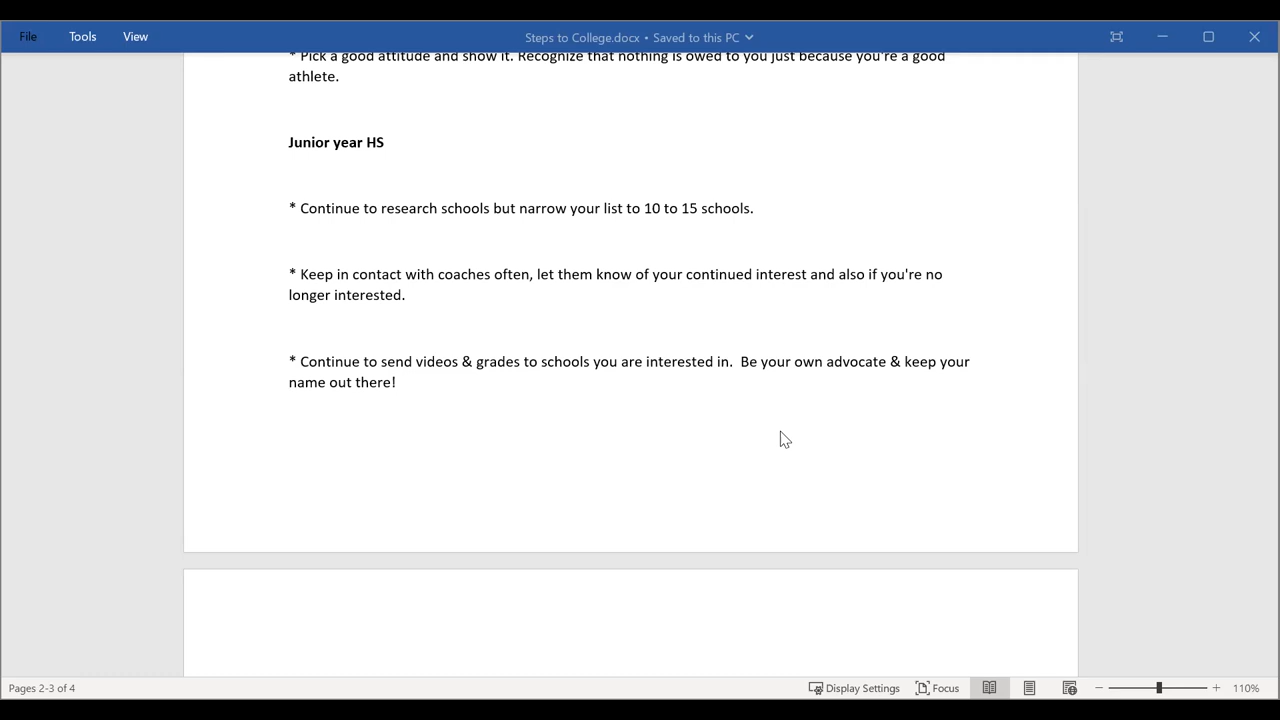 File Tools View Steps to College.docx • Saved to this PC
* Pick a good attitude and show it. Recognize that nothing is owed to you just because you're a good
athlete.
Junior year HS
* Continue to research schools but narrow your list to 10 to 15 schools.
* Keep in contact with coaches often, let them know of your continued interest and also if you're no
longer interested.
* Continue to send videos & grades to schools you are interested in.  Be your own advocate & keep your
name out there!
Pages 2-3 of 4 Display Settings Focus 110%